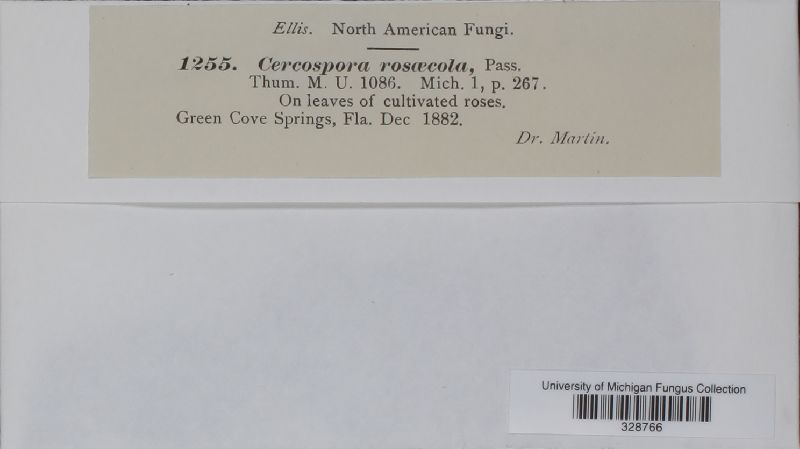 Ellis. North American Fungi.
1255. Cercospora rosæcola, Pass.
Thum. M. U. 1086. Mich. 1, p. 267.
On leaves of cultivated roses.
Green Cove Springs, Fla. Dec 1882.
Dr. Martin.
University of Michigan Fungus Collection
328766